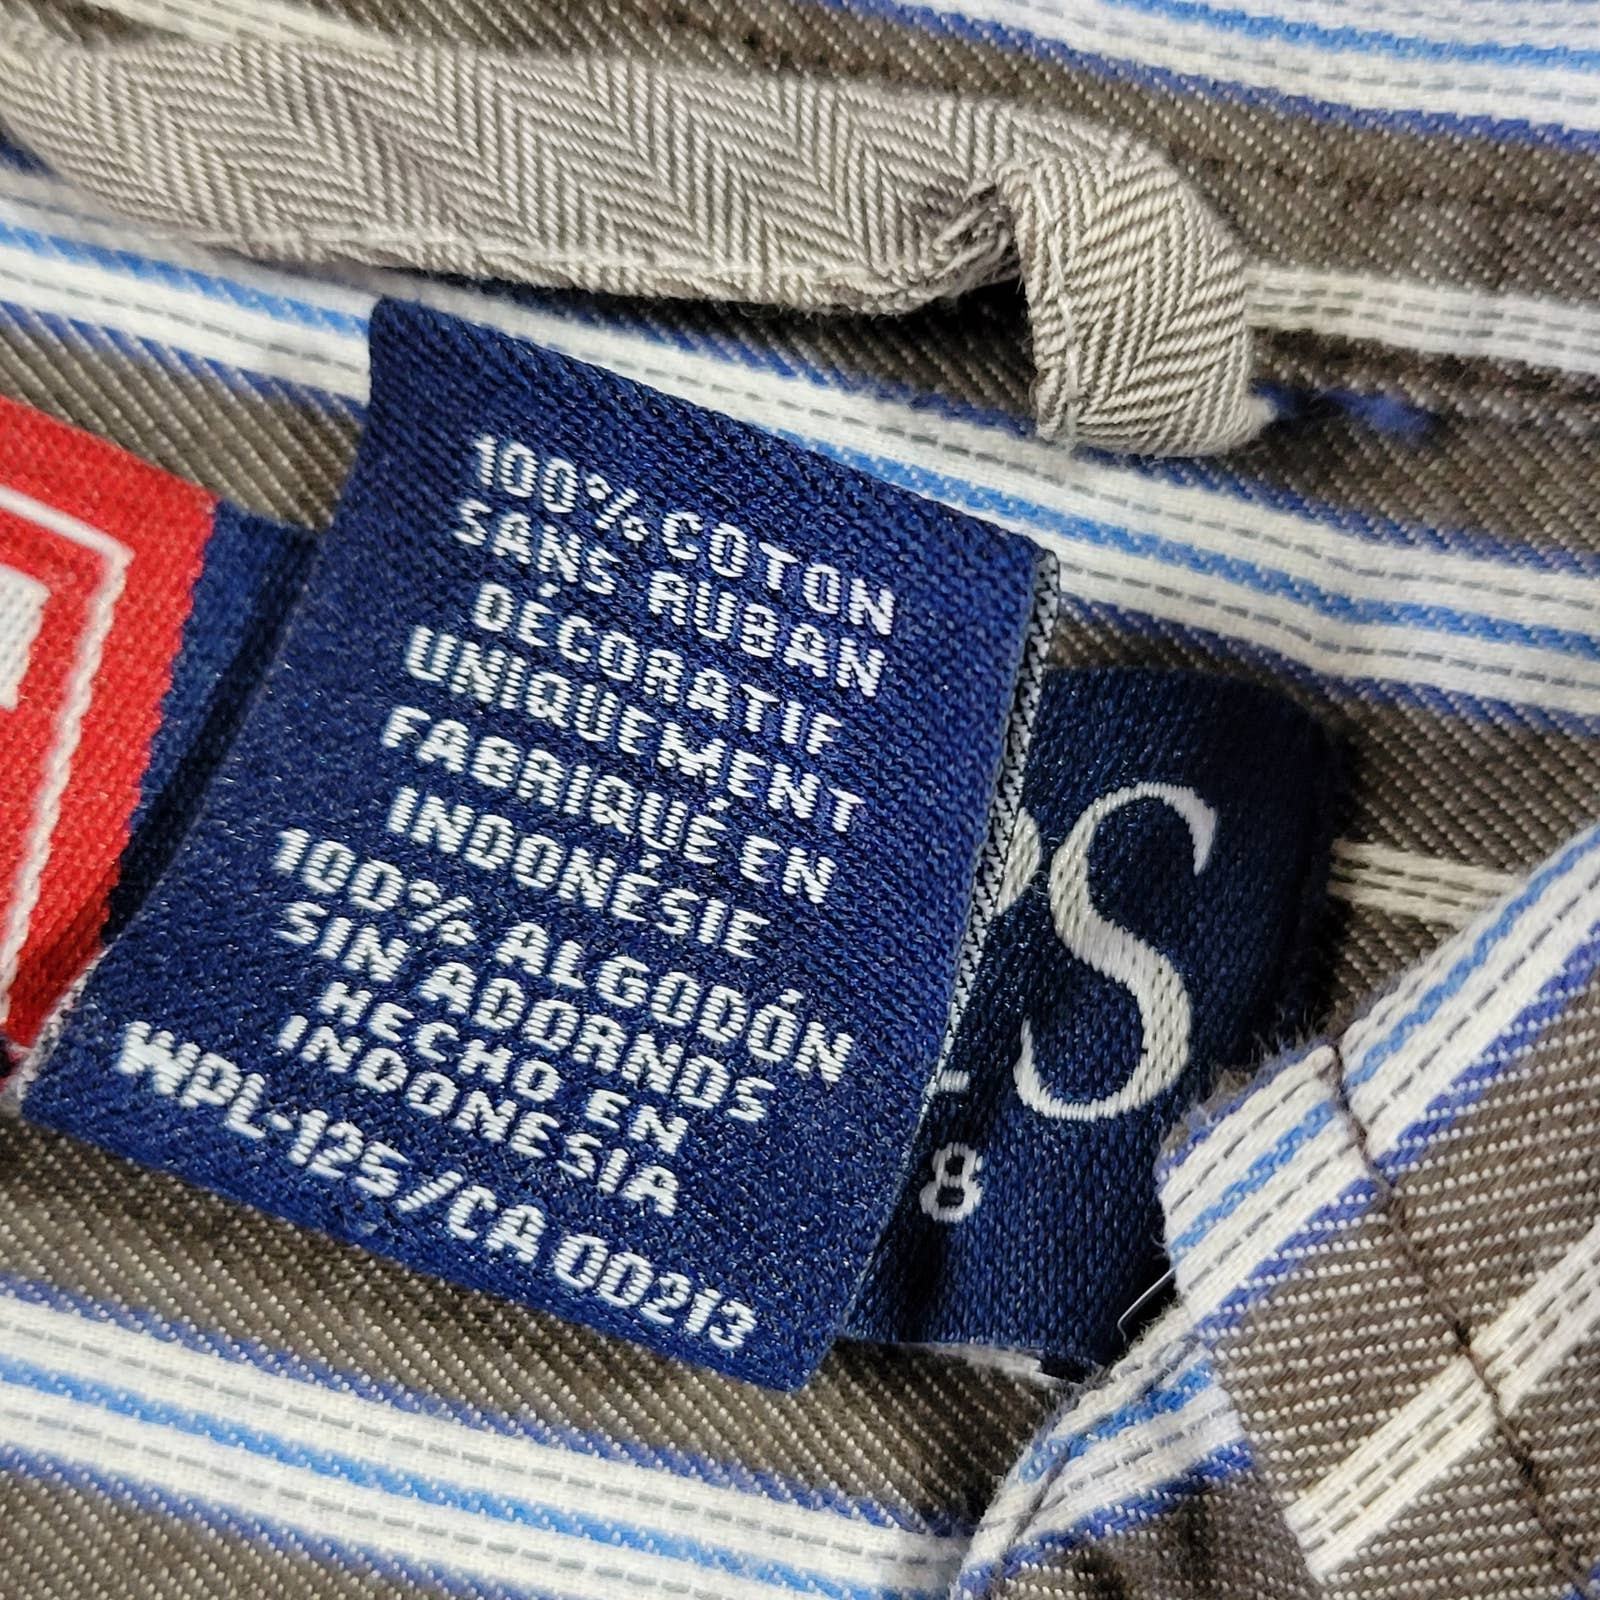 100% COTON
SANS RUBAN
DÉCORATIF
UNIQUEMENT
FABRIQUÉ EN
INDONÉSIE
100% ALGODÓN
SIN ADORNOS
HECHO EN
INDONESIA
WPL-125/CA 00213
S
8